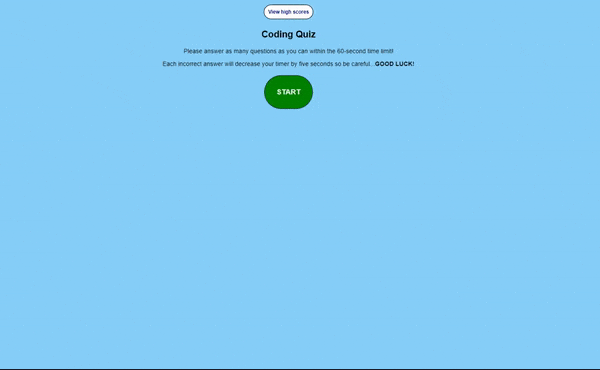 View high scores
Coding Quiz
Please answer as many questions as you can within the 60-second time limit!
Each incorrect answer will decrease your timer by five seconds so be careful...GOOD LUCK!
START